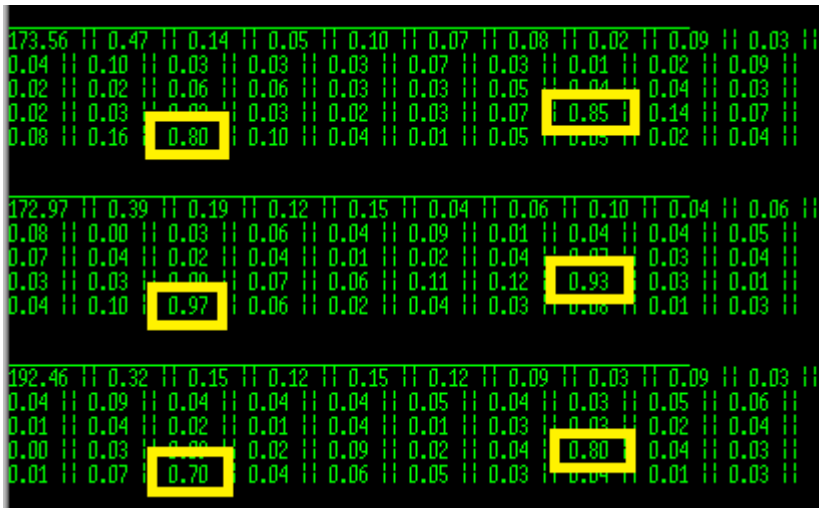 173.56 || 0.47 || 0.14 || 0.05 || 0.10 || 0.07 || 0.08 || 0.02 || 0.09 || 0.03 ||
0.04 || 0.10 || 0.03 || 0.03 || 0.03 || 0.07 || 0.03 || 0.01 || 0.02 || 0.09 ||
0.02 || 0.02 || 0.06 || 0.06 || 0.03 || 0.03 || 0.05 || || 0.04 || 0.03 ||
0.02 || 0.03 || || 0.03 || 0.02 || 0.03 || 0.07 | 0.85 | 0.14 || 0.07 ||
0.08 || 0.16 | 0.80 | 0.10 || 0.04 || 0.01 || 0.05 || || 0.02 || 0.04 ||
172.97 || 0.39 || 0.19 || 0.12 || 0.15 || 0.04 || 0.06 || 0.10 || 0.04 || 0.06 ||
0.08 || 0.00 || 0.03 || 0.06 || 0.04 || 0.09 || 0.01 || 0.04 || 0.04 || 0.05 ||
0.07 || 0.04 || 0.02 || 0.04 || 0.01 || 0.02 || 0.04 || || 0.03 || 0.04 ||
0.03 || 0.03 || || 0.07 || 0.06 || 0.11 || 0.12 | 0.93 | 0.03 || 0.01 ||
0.04 || 0.10 | 0.97 | 0.06 || 0.02 || 0.04 || 0.03 || || 0.01 || 0.03 ||
192.46 || 0.32 || 0.15 || 0.12 || 0.15 || 0.12 || 0.09 || 0.03 || 0.09 || 0.03 ||
0.04 || 0.09 || 0.04 || 0.04 || 0.04 || 0.05 || 0.04 || 0.03 || 0.05 || 0.06 ||
0.01 || 0.04 || 0.02 || 0.01 || 0.04 || 0.01 || 0.03 || || 0.02 || 0.04 ||
0.00 || 0.03 || || 0.02 || 0.09 || 0.02 || 0.04 | 0.80 | 0.04 || 0.03 ||
0.01 || 0.07 | 0.70 | 0.04 || 0.06 || 0.05 || 0.03 || || 0.01 || 0.03 ||